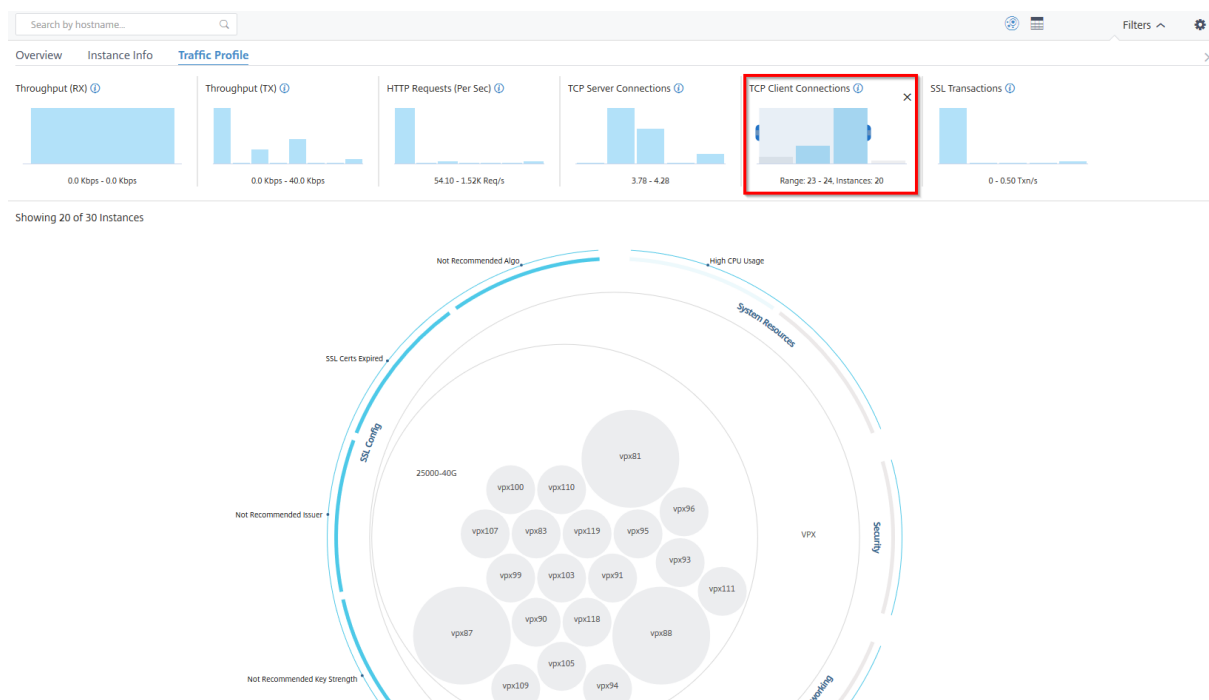 Search by hostname...
Filters
Overview Instance Info Traffic Profile
Throughput (RX) Throughput (TX) HTTP Requests (Per Sec) TCP Server Connections TCP Client Connections SSL Transactions
0.0 Kbps - 0.0 Kbps 0.0 Kbps - 40.0 Kbps 54.10 - 1.52K Req/s 3.78 - 4.28 Range: 23 - 24, Instances: 20 0 - 0.50 Txn/s
Showing 20 of 30 Instances
Not Recommended Algo
High CPU Usage
System Resources
SSL Certs Expired
SSL Config
25000-40G
vpx81
vpx100 vpx110
vpx96
Not Recommended Issuer
vpx107 vpx83 vpx119 vpx95
VPX
Security
vpx93
vpx99 vpx103 vpx91
vpx111
vpx90 vpx118
vpx87 vpx88
vpx105
Not Recommended Key Strength
vpx109 vpx94